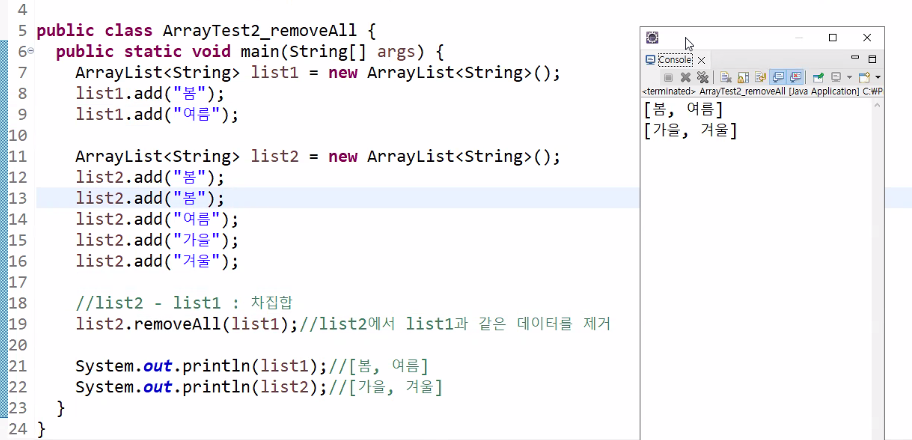 4
5 public class ArrayTest2_removeAll {
6 public static void main(String[] args) {
7 ArrayList<String> list1 = new ArrayList<String>();
8 list1.add("봄");
9 list1.add("여름");
10
11 ArrayList<String> list2 = new ArrayList<String>();
12 list2.add("봄");
13 list2.add("봄");
14 list2.add("여름");
15 list2.add("가을");
16 list2.add("겨울");
17
18 //list2 - list1 : 차집합
19 list2.removeAll(list1);//list2에서 list1과 같은 데이터를 제거
20
21 System.out.println(list1);//[봄, 여름]
22 System.out.println(list2);//[가을, 겨울]
23 }
24 }
Console
<terminated> ArrayTest2_removeAll [Java Application] C:₩P
[봄, 여름]
[가을, 겨울]